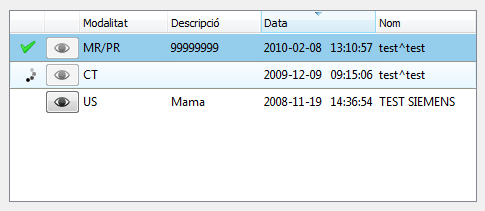 Modalitat Descripció Data Nom
MR/PR 99999999 2010-02-08 13:10:57 test^test
CT 2009-12-09 09:15:06 test^test
US Mama 2008-11-19 14:36:54 TEST SIEMENS